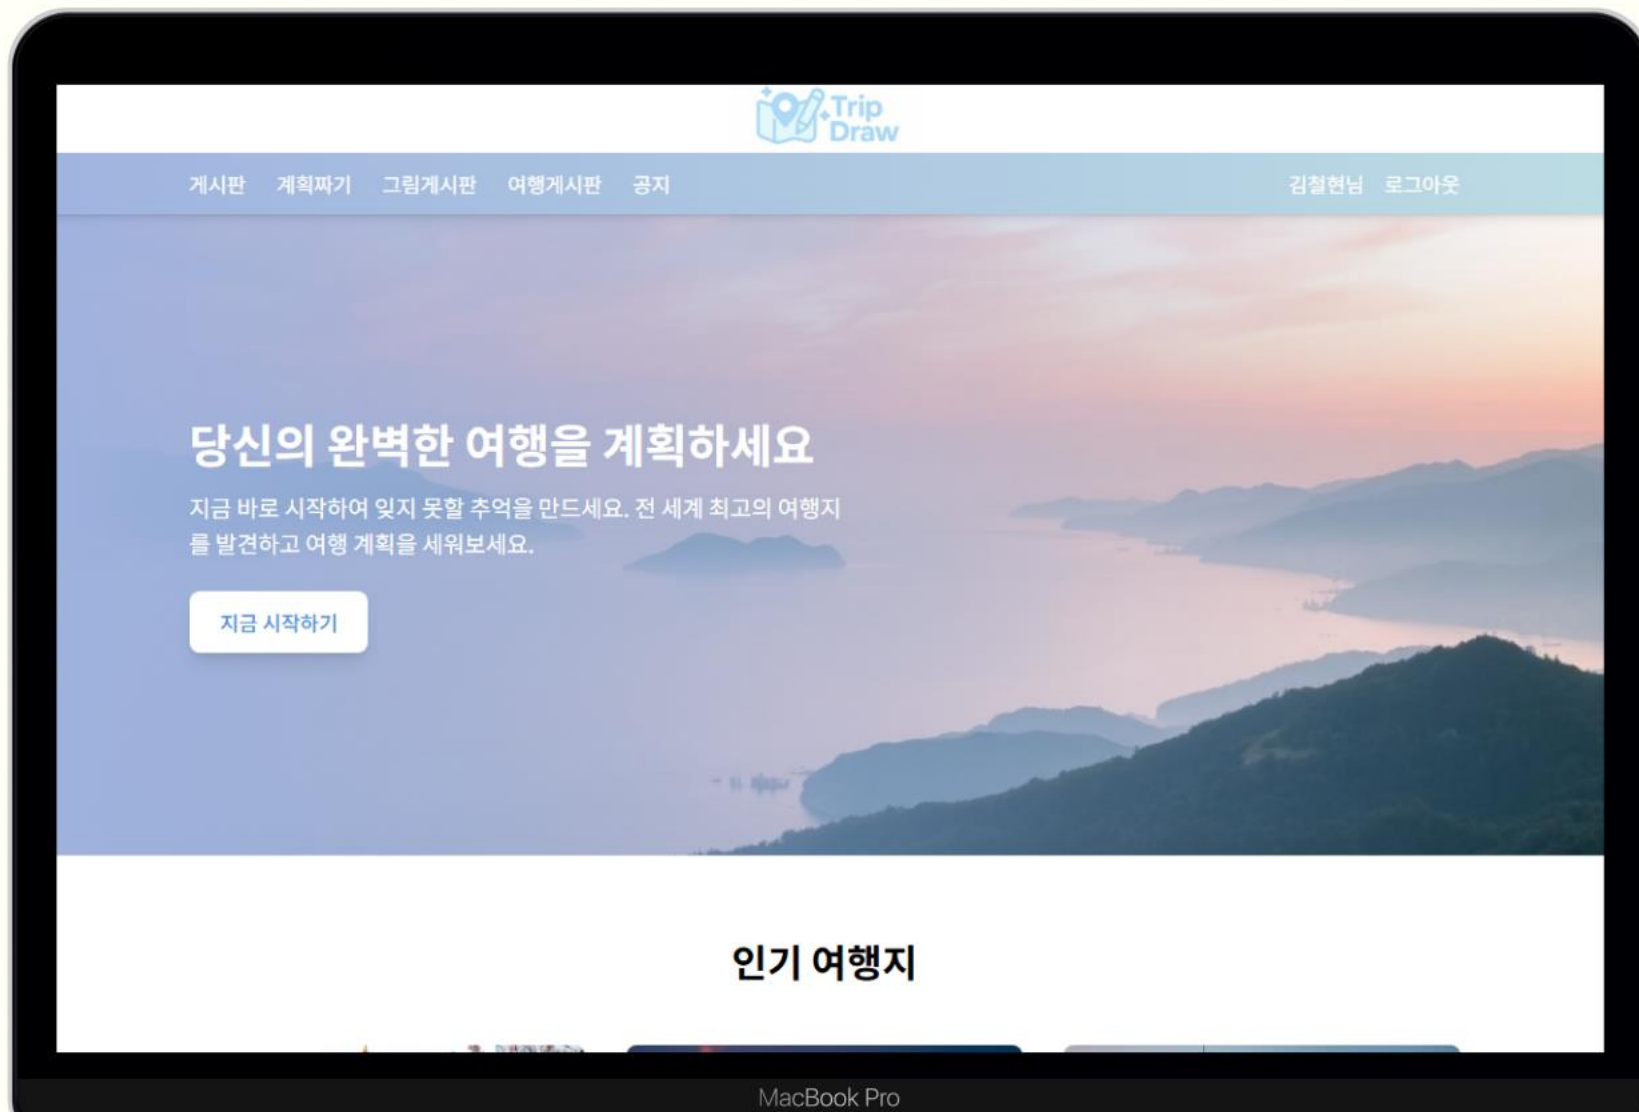 Trip
Draw
게시판 계획짜기 그림게시판 여행게시판 공지 김철현님 로그아웃
당신의 완벽한 여행을 계획하세요
지금 바로 시작하여 잊지 못할 추억을 만드세요. 전 세계 최고의 여행지
를 발견하고 여행 계획을 세워보세요.
지금 시작하기
인기 여행지
MacBook Pro